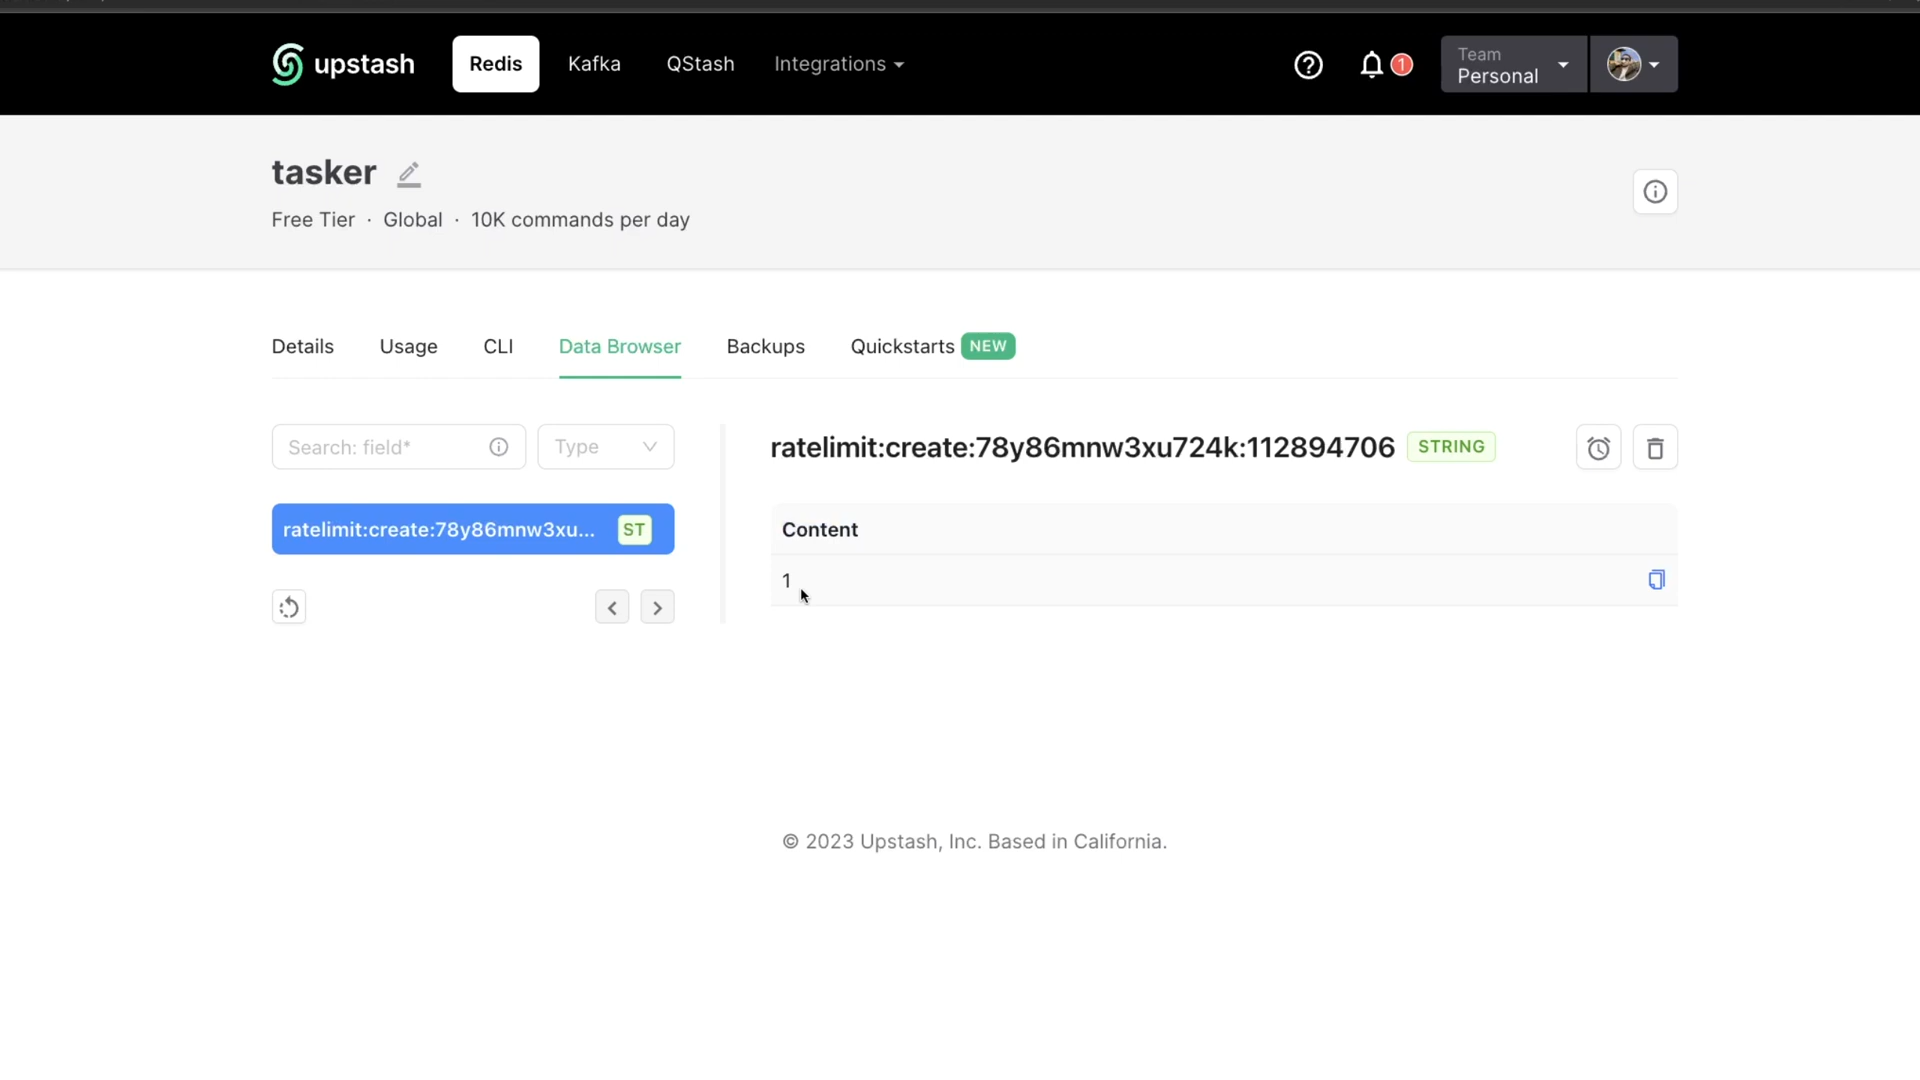 upstash
Redis
Kafka
QStash
Integrations
1
Team
Personal
tasker
Free Tier · Global · 10K commands per day
Details
Usage
CLI
Data Browser
Backups
Quickstarts
NEW
Search: field*
Type
ratelimit:create:78y86mnw3xu724k:112894706
STRING
ratelimit:create:78y86mnw3xu...
ST
Content
1
© 2023 Upstash, Inc. Based in California.